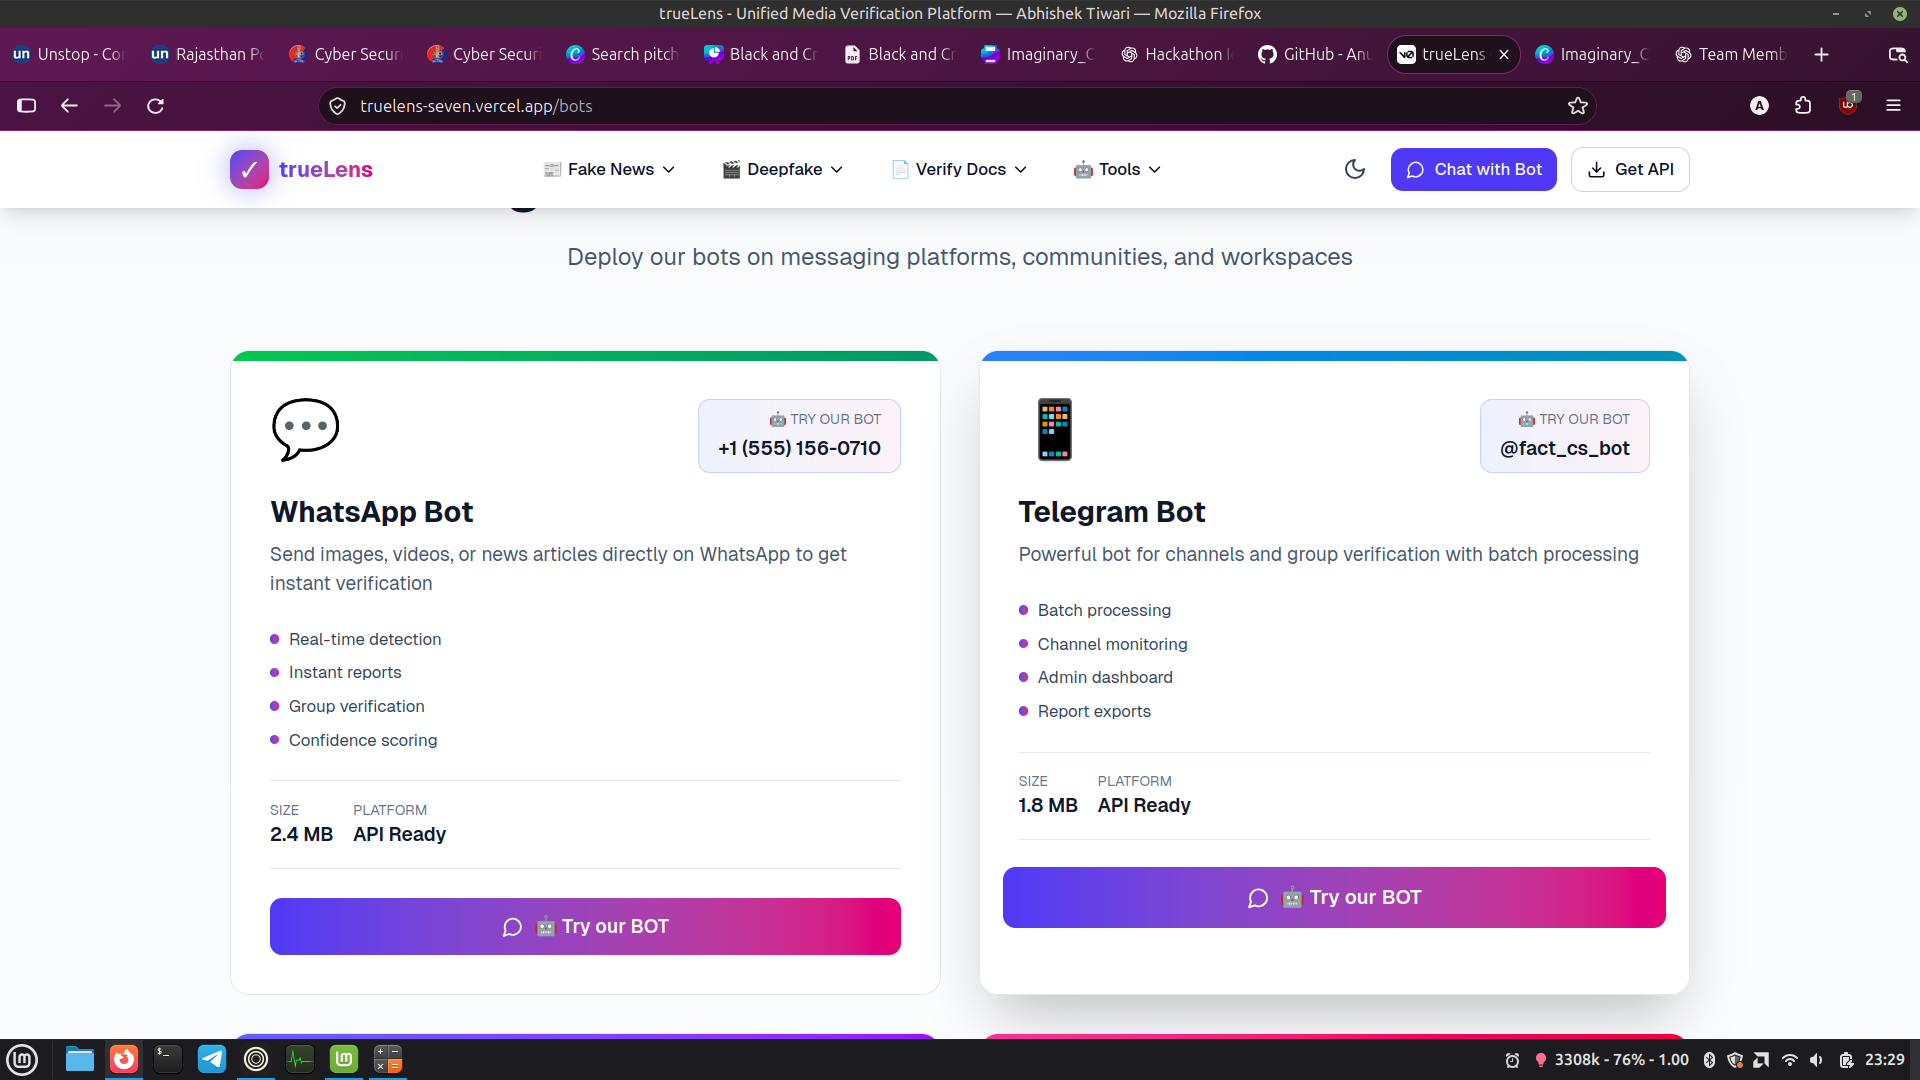 trueLens - Unified Media Verification Platform — Abhishek Tiwari — Mozilla Firefox
Unstop - Co
Rajasthan Po
Cyber Securi
Cyber Securi
Search pitch
Black and Cr
Black and Cr
Imaginary_C
Hackathon
GitHub - Anu
trueLens
Imaginary_C
Team Memb
truelens-seven.vercel.app/bots
A
1
trueLens
Fake News
Deepfake
Verify Docs
Tools
Chat with Bot
Get API
Deploy our bots on messaging platforms, communities, and workspaces
TRY OUR BOT
+1 (555) 156-0710
WhatsApp Bot
Send images, videos, or news articles directly on WhatsApp to get
instant verification
Real-time detection
Instant reports
Group verification
Confidence scoring
SIZE PLATFORM
2.4 MB API Ready
Try our BOT
TRY OUR BOT
@fact_cs_bot
Telegram Bot
Powerful bot for channels and group verification with batch processing
Batch processing
Channel monitoring
Admin dashboard
Report exports
SIZE PLATFORM
1.8 MB API Ready
Try our BOT
3308k - 76% - 1.00
23:29